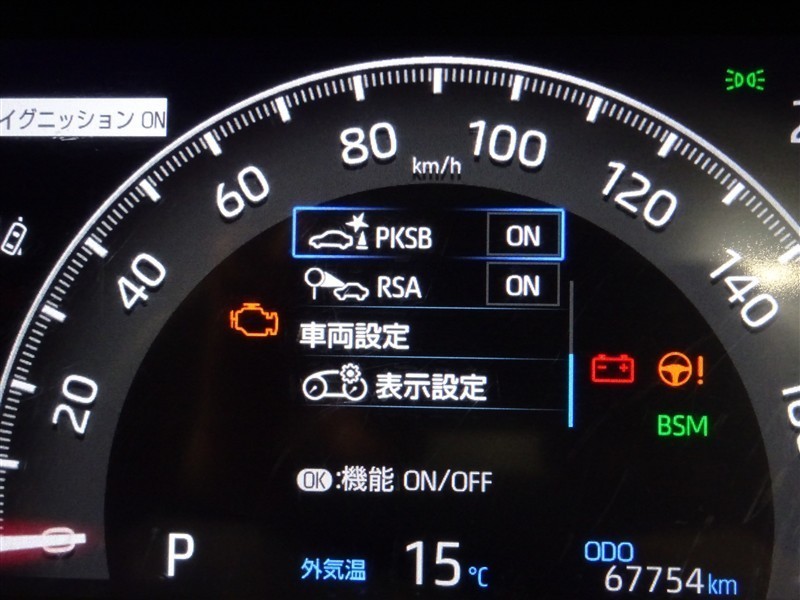 イグニッション ON
80
100
km/h
60
120
PKSB ON
40
RSA ON
140
車両設定
20
表示設定
BSM
OK:機能 ON/OFF
0
P
外気温 15℃
ODO
67754km